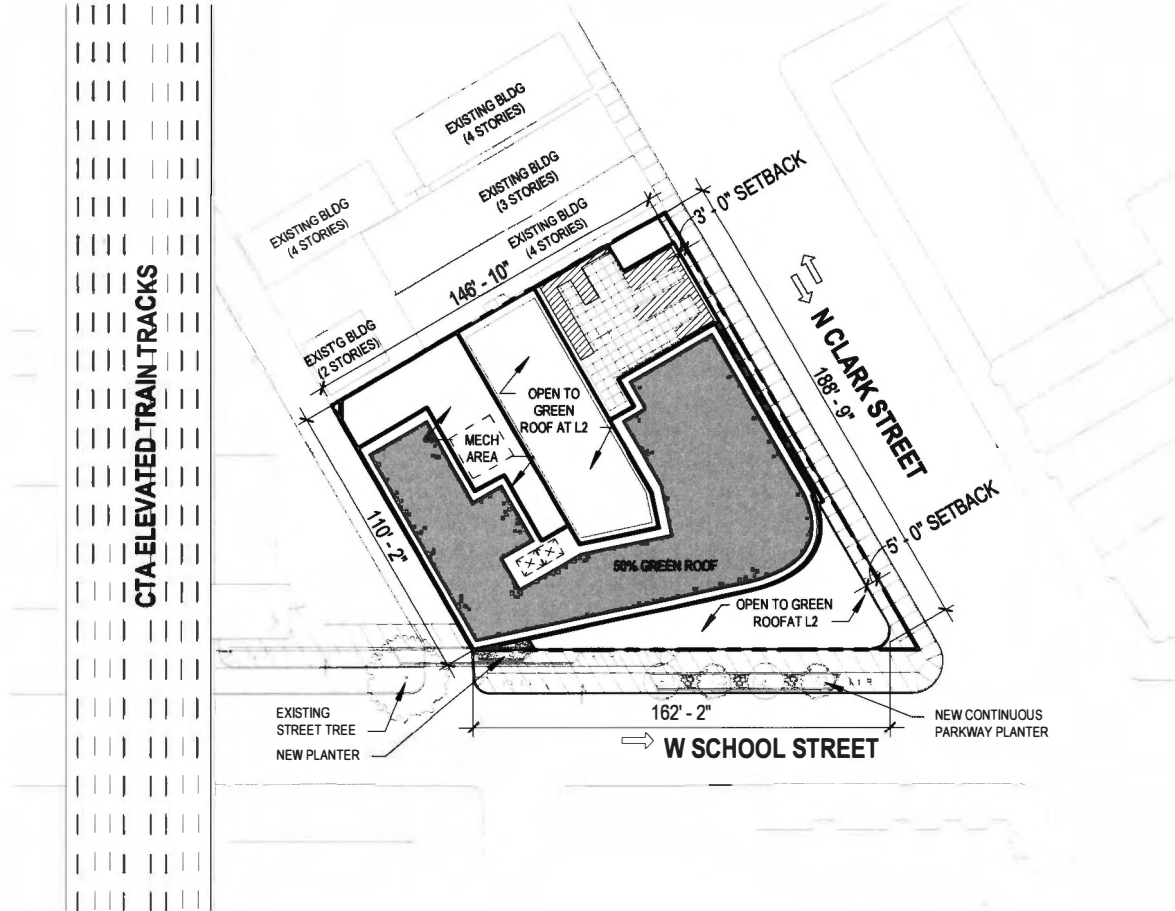 EXISTING BLDG
(4 STORIES)
EXISTING BLDG
(3 STORIES)
EXISTING BLDG
(4 STORIES)
EXISTING BLDG
(4 STORIES)
EXIST'G BLDG
(2 STORIES)
3' - 0" SETBACK
146' - 10"
CTA ELEVATED TRAIN TRACKS
N CLARK STREET
188' - 9"
OPEN TO
GREEN
ROOF AT L2
MECH
AREA
110' - 2"
5' - 0" SETBACK
50% GREEN ROOF
OPEN TO GREEN
ROOFAT L2
EXISTING
STREET TREE
NEW PLANTER
162' - 2"
W SCHOOL STREET
NEW CONTINUOUS
PARKWAY PLANTER